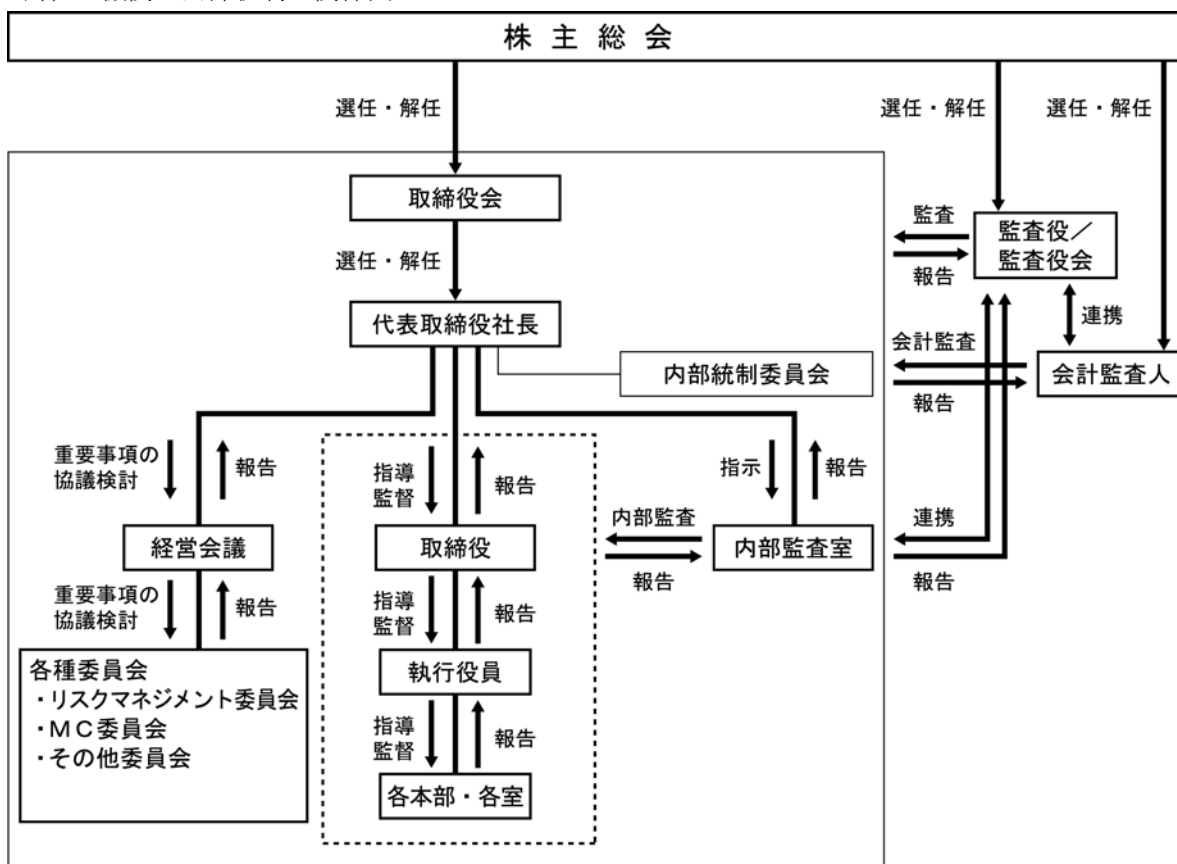 株主総会
選任・解任
選任・解任
選任・解任
取締役会
監査
監査役／
監査役会
報告
選任・解任
代表取締役社長
連携
会計監査
内部統制委員会
会計監査人
報告
重要事項の
協議検討
報告
指導
監督
報告
指示
報告
経営会議
取締役
内部監査
内部監査室
連携
報告
報告
重要事項の
協議検討
報告
指導
監督
報告
各種委員会
・リスクマネジメント委員会
・ＭＣ委員会
・その他委員会
執行役員
指導
監督
報告
各本部・各室